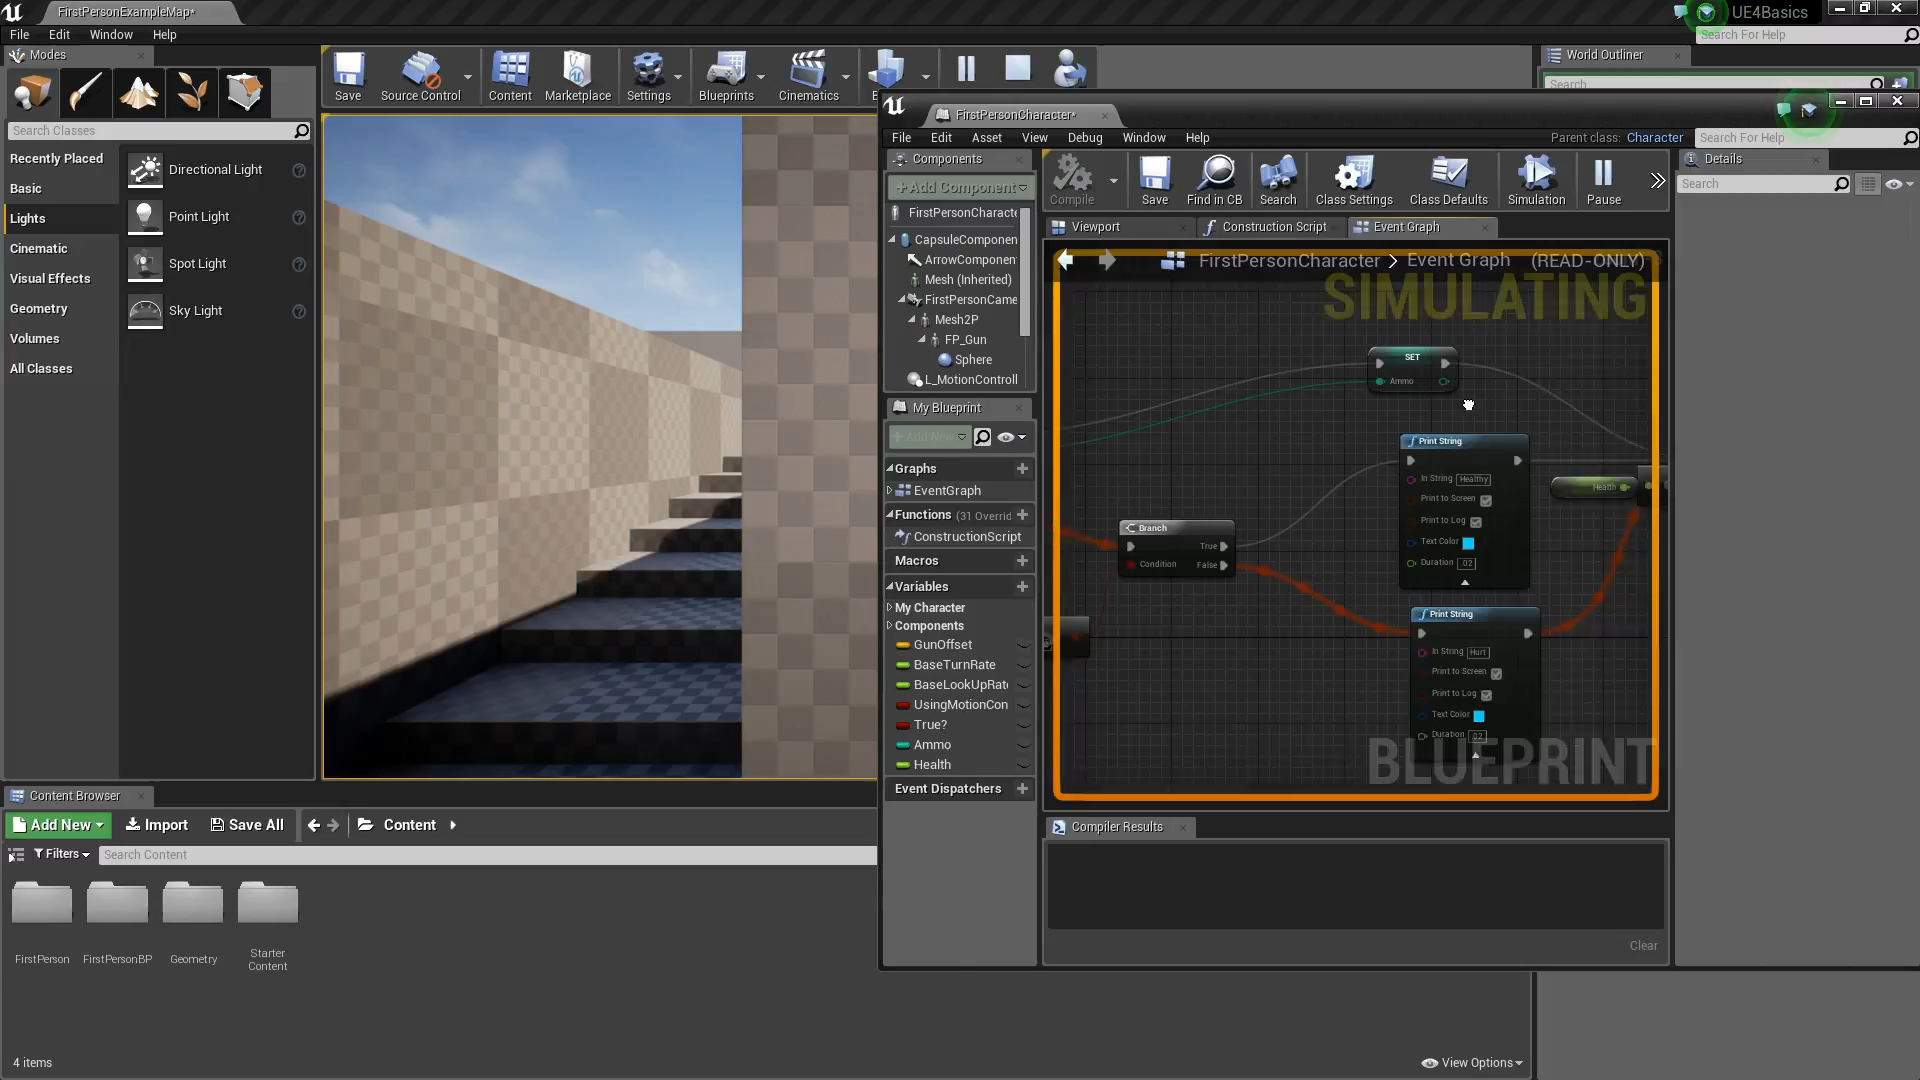 FirstPersonExampleMap*
UE4Basics
File Edit Window Help
Search For Help
Modes
World Outliner
Search
Save
Source Control
Content
Marketplace
Settings
Blueprints
Cinematics
Search Classes
Recently Placed
Basic
Lights
Cinematic
Visual Effects
Geometry
Volumes
All Classes
Directional Light
Point Light
Spot Light
Sky Light
FirstPersonCharacter*
File Edit Asset View Debug Window Help
Parent class: Character
Search For Help
Components
+Add Component
FirstPersonCharacte
CapsuleComponen
ArrowComponen
Mesh (Inherited)
FirstPersonCame
Mesh2P
FP_Gun
Sphere
L_MotionControll
Compile
Save
Find in CB
Search
Class Settings
Class Defaults
Simulation
Pause
Details
Search
Viewport
Construction Script
Event Graph
FirstPersonCharacter > Event Graph (READ-ONLY)
SIMULATING
SET
Ammo
Print String
In String Healthy
Print to Screen
Print to Log
Text Color
Duration .02
Health
Branch
True
Condition
False
Print String
In String Hurt
Print to Screen
Print to Log
Text Color
Duration .02
BLUEPRINT
My Blueprint
+ Add New
Graphs
EventGraph
Functions (31 Overrid
ConstructionScript
Macros
Variables
My Character
Components
GunOffset
BaseTurnRate
BaseLookUpRat
UsingMotionCon
True?
Ammo
Health
Event Dispatchers
Compiler Results
Clear
Content Browser
Add New
Import
Save All
Content
Filters
Search Content
FirstPerson
FirstPersonBP
Geometry
Starter
Content
4 items
View Options